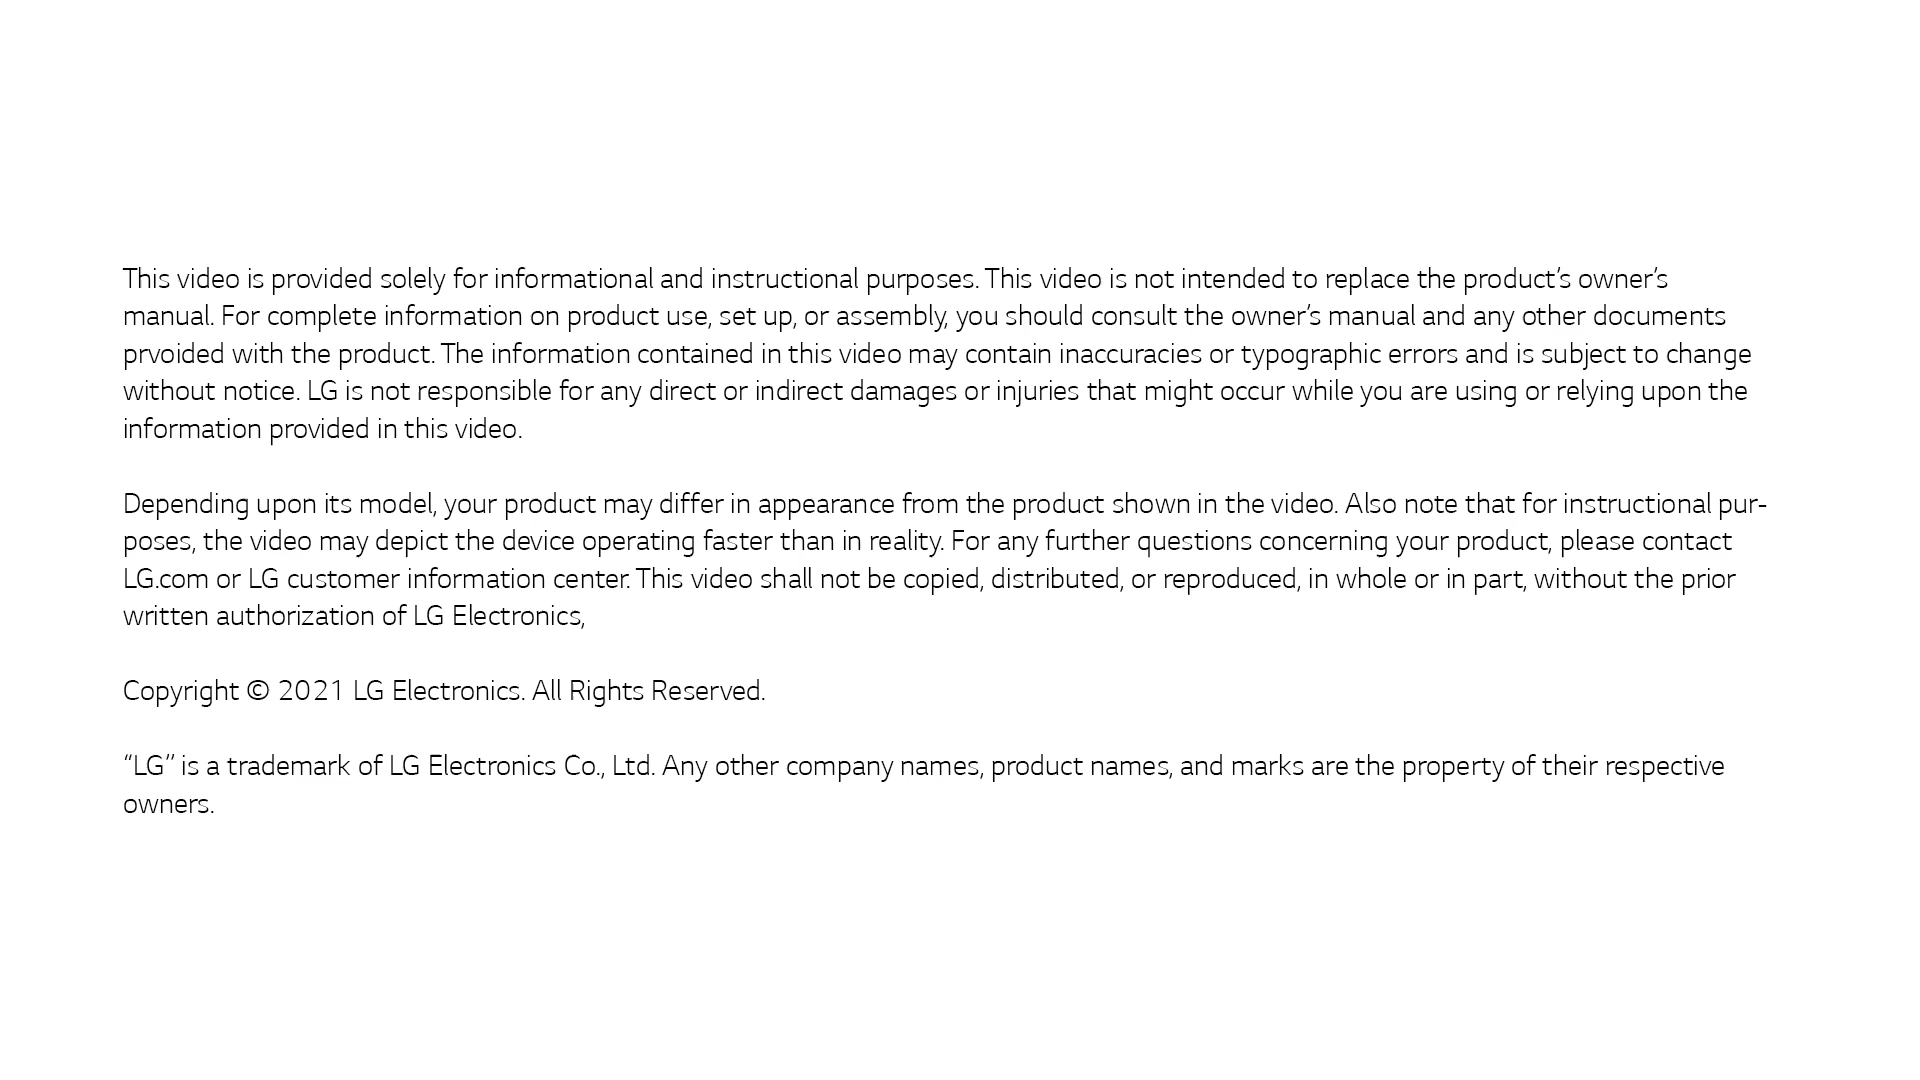 This video is provided solely for informational and instructional purposes. This video is not intended to replace the product’s owner’s
manual. For complete information on product use, set up, or assembly, you should consult the owner’s manual and any other documents
prvoided with the product. The information contained in this video may contain inaccuracies or typographic errors and is subject to change
without notice. LG is not responsible for any direct or indirect damages or injuries that might occur while you are using or relying upon the
information provided in this video.
Depending upon its model, your product may differ in appearance from the product shown in the video. Also note that for instructional pur-
poses, the video may depict the device operating faster than in reality. For any further questions concerning your product, please contact
LG.com or LG customer information center. This video shall not be copied, distributed, or reproduced, in whole or in part, without the prior
written authorization of LG Electronics,
Copyright © 2021 LG Electronics. All Rights Reserved.
“LG” is a trademark of LG Electronics Co., Ltd. Any other company names, product names, and marks are the property of their respective
owners.